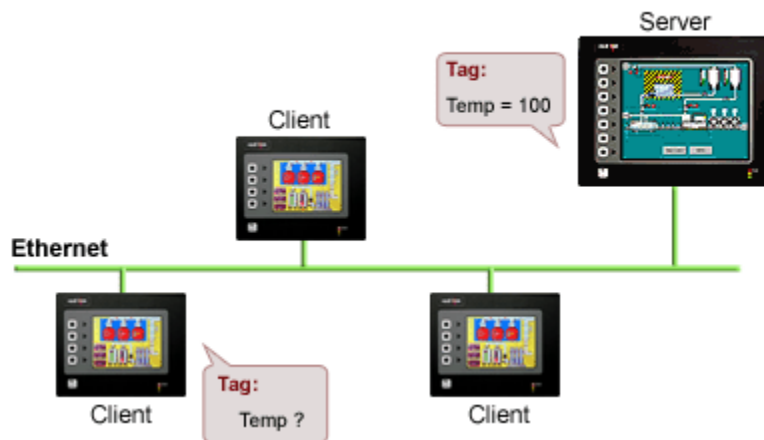 Server
Tag:
Temp = 100
Client
Ethernet
Client
Tag:
Temp ?
Client